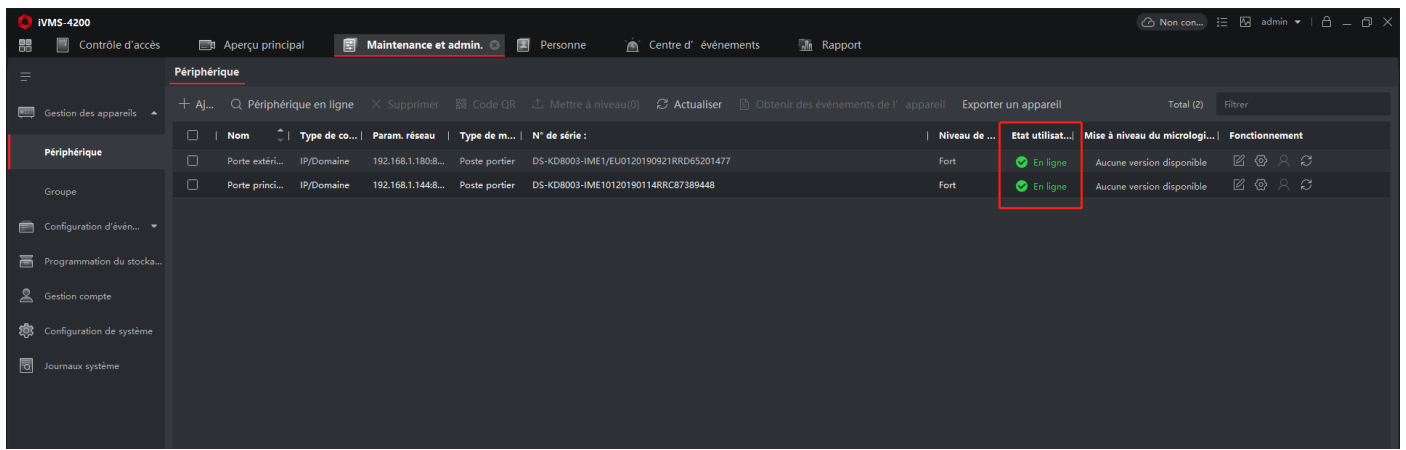 iVMS-4200 Non con... admin
Contrôle d'accès Aperçu principal Maintenance et admin. Personne Centre d' événements Rapport
Périphérique
Gestion des appareils
Périphérique
Groupe
Configuration d'évén...
Programmation du stocka...
Gestion compte
Configuration de système
Journaux système
Aj... Périphérique en ligne Supprimer Code QR Mettre à niveau(0) Actualiser Obtenir des événements de l' appareil Exporter un appareil Total (2) Filtrer
Nom Type de co... Param. réseau Type de m... N° de série : Niveau de ... Etat utilisat... Mise à niveau du micrologi... Fonctionnement
Porte extéri... IP/Domaine 192.168.1.180:8... Poste portier DS-KD8003-IME1/EU0120190921RRD65201477 Fort En ligne Aucune version disponible
Porte princi... IP/Domaine 192.168.1.144:8... Poste portier DS-KD8003-IME10120190114RRC87389448 Fort En ligne Aucune version disponible